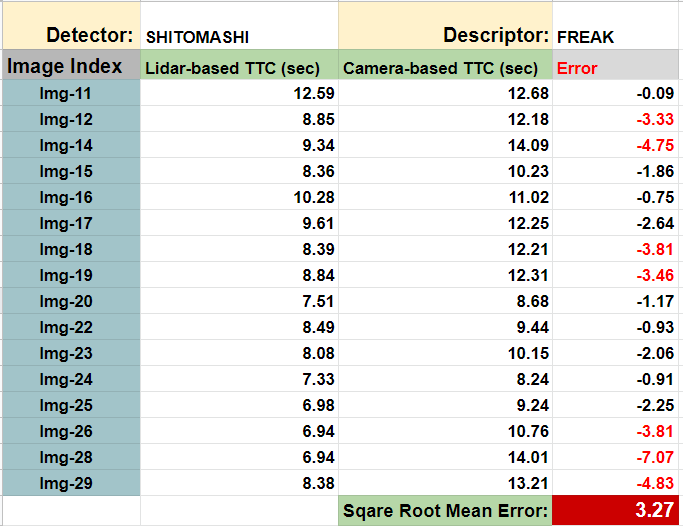 Detector: SHITOMASHI Descriptor: FREAK
Image Index Lidar-based TTC (sec) Camera-based TTC (sec) Error
Img-11 12.59 12.68 -0.09
Img-12 8.85 12.18 -3.33
Img-14 9.34 14.09 -4.75
Img-15 8.36 10.23 -1.86
Img-16 10.28 11.02 -0.75
Img-17 9.61 12.25 -2.64
Img-18 8.39 12.21 -3.81
Img-19 8.84 12.31 -3.46
Img-20 7.51 8.68 -1.17
Img-22 8.49 9.44 -0.93
Img-23 8.08 10.15 -2.06
Img-24 7.33 8.24 -0.91
Img-25 6.98 9.24 -2.25
Img-26 6.94 10.76 -3.81
Img-28 6.94 14.01 -7.07
Img-29 8.38 13.21 -4.83
Sqare Root Mean Error: 3.27